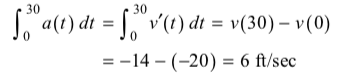 ∫₀³⁰ a(t) dt = ∫₀³⁰ v′(t) dt = v(30) − v(0)
= −14 − (−20) = 6 ft/sec